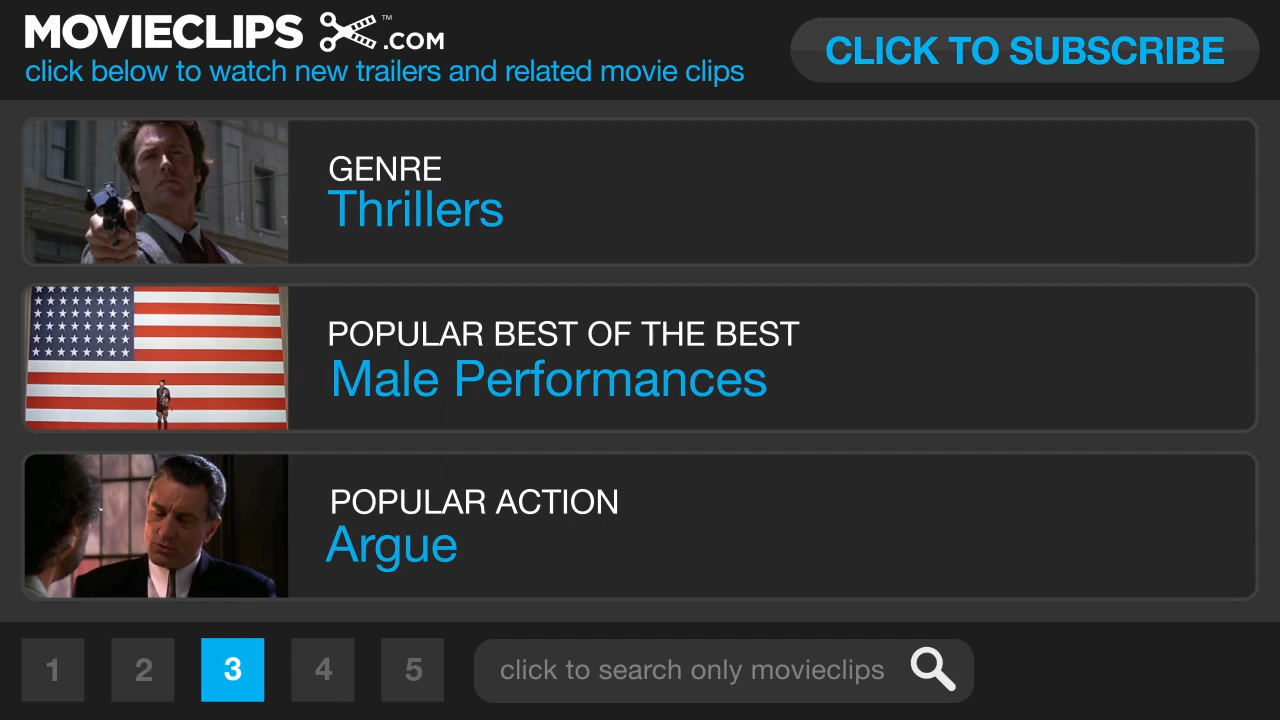 MOVIECLIPS ™ .COM
CLICK TO SUBSCRIBE
click below to watch new trailers and related movie clips
GENRE
Thrillers
POPULAR BEST OF THE BEST
Male Performances
POPULAR ACTION
Argue
1 2 3 4 5
click to search only movieclips